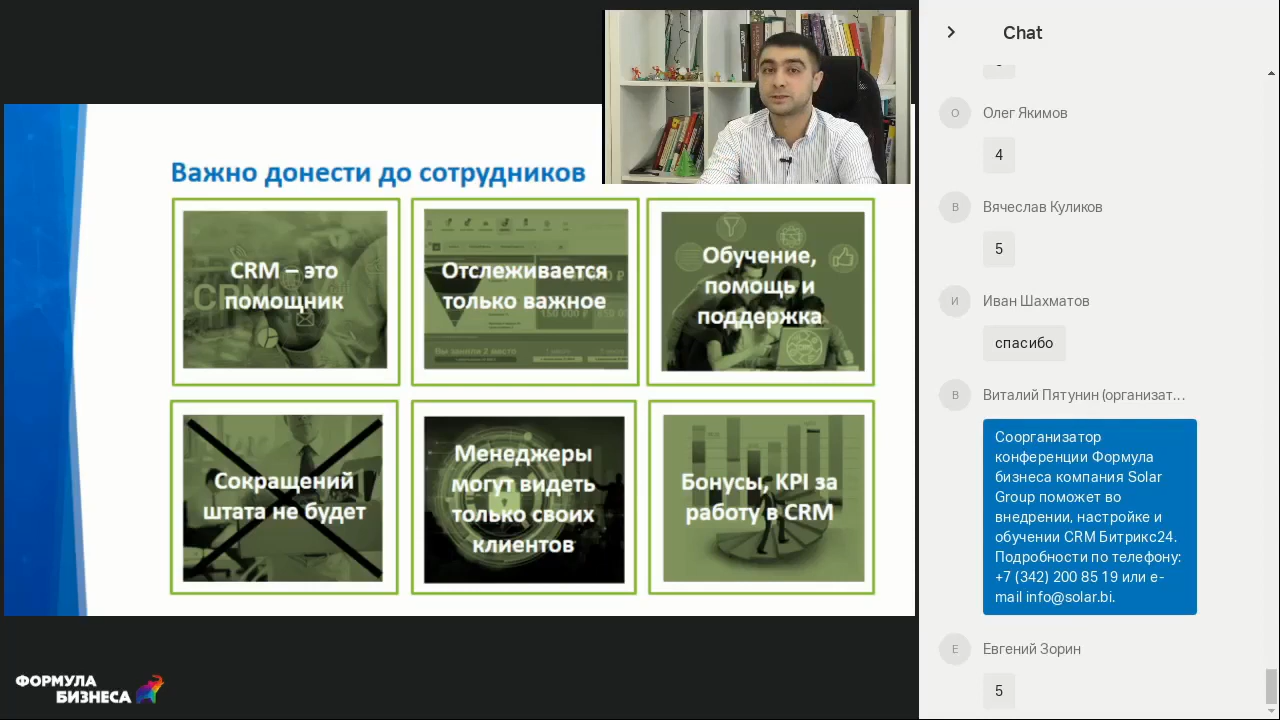 Важно донести до сотрудников
CRM – это
помощник
Отслеживается
только важное
Обучение,
помощь и
поддержка
Сокращений
штата не будет
Менеджеры
могут видеть
только своих
клиентов
Бонусы, KPI за
работу в CRM
ФОРМУЛА
БИЗНЕСА
Chat
О
Олег Якимов
4
В
Вячеслав Куликов
5
И
Иван Шахматов
спасибо
В
Виталий Пятунин (организат...
Соорганизатор
конференции Формула
бизнеса компания Solar
Group поможет во
внедрении, настройке и
обучении CRM Битрикс24.
Подробности по телефону:
+7 (342) 200 85 19 или e-
mail info@solar.bi.
Е
Евгений Зорин
5